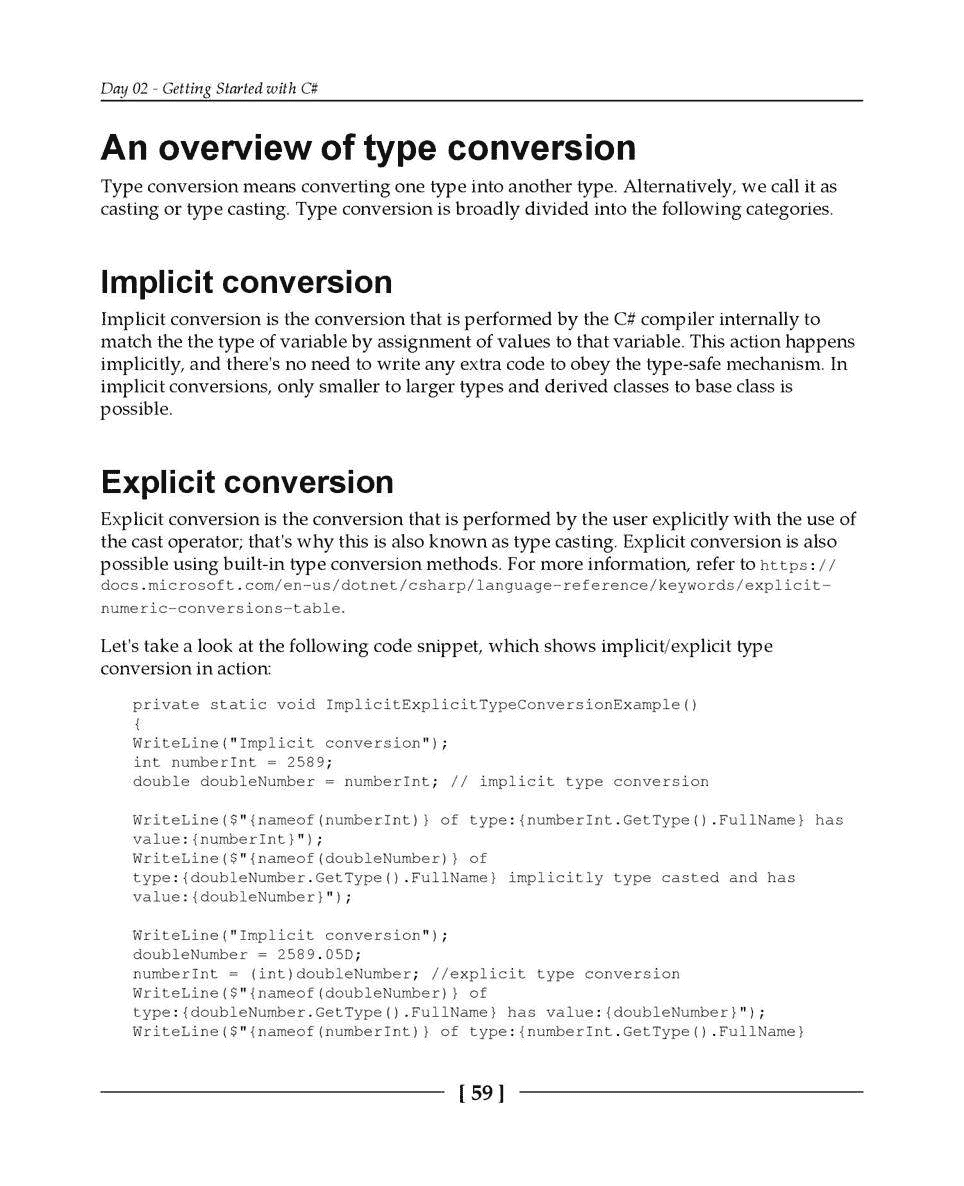 Day 02 - Getting Started with C#
An overview of type conversion
Type conversion means converting one type into another type. Alternatively, we call it as
casting or type casting. Type conversion is broadly divided into the following categories.
Implicit conversion
Implicit conversion is the conversion that is performed by the C# compiler internally to
match the the type of variable by assignment of values to that variable. This action happens
implicitly, and there's no need to write any extra code to obey the type-safe mechanism. In
implicit conversions, only smaller to larger types and derived classes to base class is
possible.
Explicit conversion
Explicit conversion is the conversion that is performed by the user explicitly with the use of
the cast operator; that's why this is also known as type casting. Explicit conversion is also
possible using built-in type conversion methods. For more information, refer to https://
docs.microsoft.com/en-us/dotnet/csharp/language-reference/keywords/explicit-
numeric-conversions-table.
Let's take a look at the following code snippet, which shows implicit/explicit type
conversion in action:
private static void ImplicitExplicitTypeConversionExample()
{
WriteLine("Implicit conversion");
int numberInt = 2589;
double doubleNumber = numberInt; // implicit type conversion
WriteLine($"{nameof(numberInt)} of type:{numberInt.GetType().FullName} has
value:{numberInt}");
WriteLine($"{nameof(doubleNumber)} of
type:{doubleNumber.GetType().FullName} implicitly type casted and has
value:{doubleNumber}");
WriteLine("Implicit conversion");
doubleNumber = 2589.05D;
numberInt = (int)doubleNumber; //explicit type conversion
WriteLine($"{nameof(doubleNumber)} of
type:{doubleNumber.GetType().FullName} has value:{doubleNumber}");
WriteLine($"{nameof(numberInt)} of type:{numberInt.GetType().FullName}
[ 59 ]